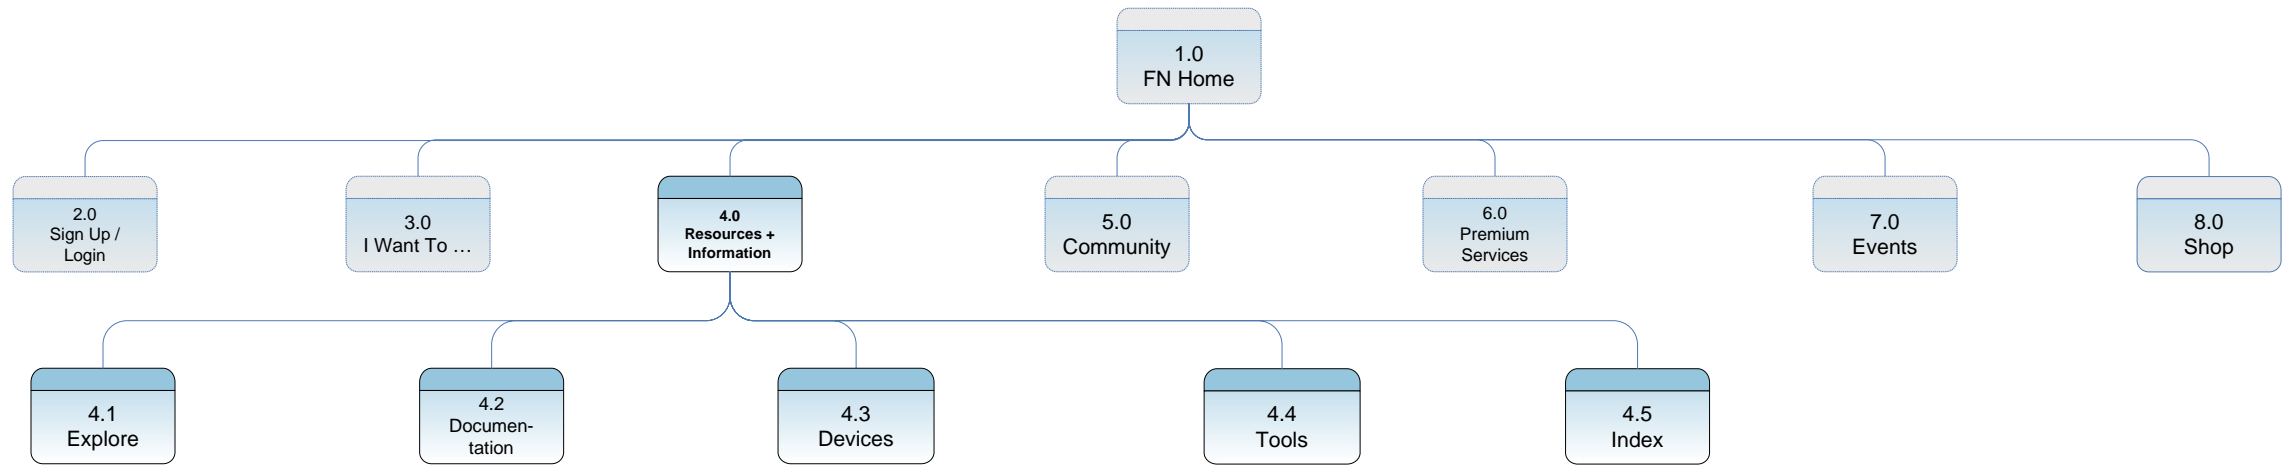 1.0
FN Home
2.0
Sign Up /
Login
3.0
I Want To …
4.0
Resources +
Information
5.0
Community
6.0
Premium
Services
7.0
Events
8.0
Shop
4.1
Explore
4.2
Documen-
tation
4.3
Devices
4.4
Tools
4.5
Index